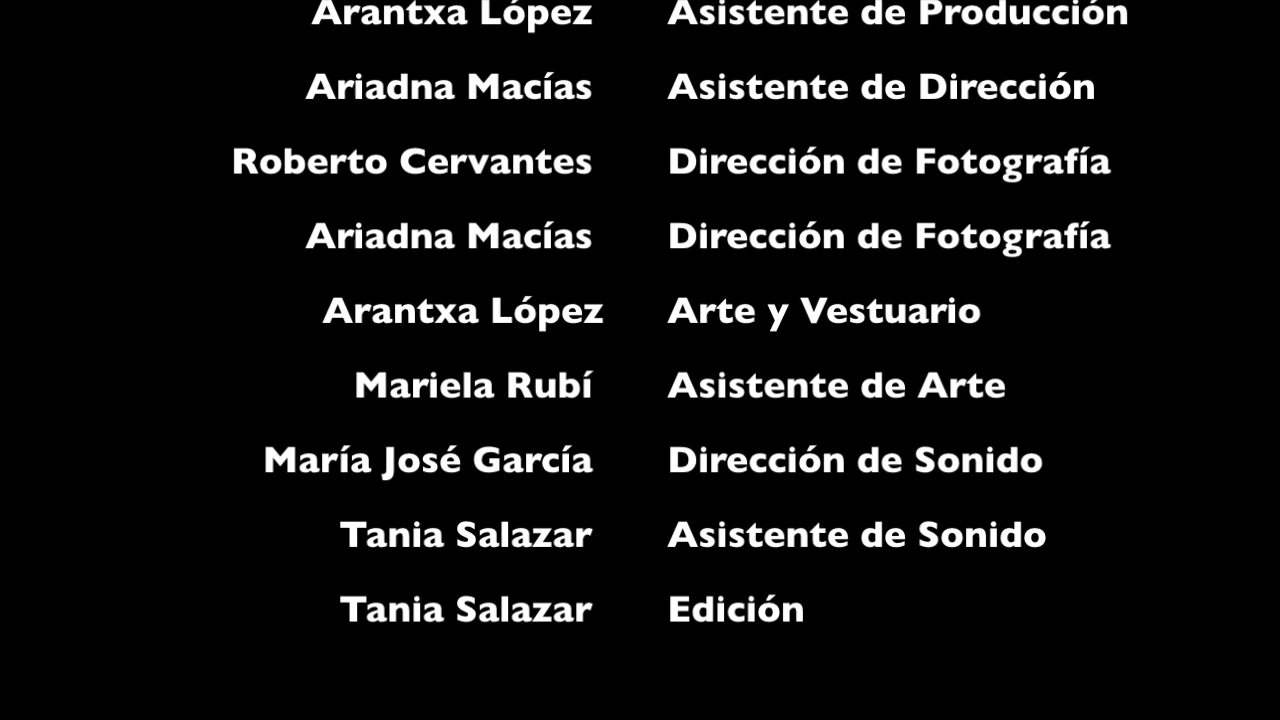 Arantxa López Asistente de Producción
Ariadna Macías Asistente de Dirección
Roberto Cervantes Dirección de Fotografía
Ariadna Macías Dirección de Fotografía
Arantxa López Arte y Vestuario
Mariela Rubí Asistente de Arte
María José García Dirección de Sonido
Tania Salazar Asistente de Sonido
Tania Salazar Edición